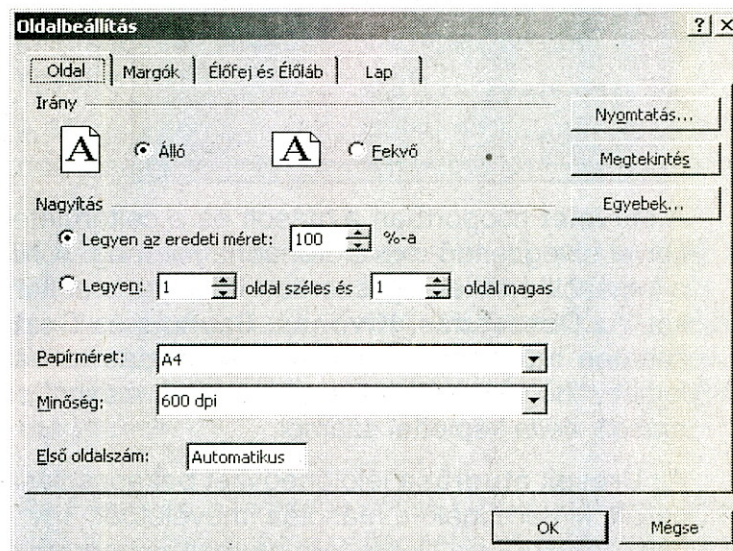 Oldalbeállítás
Oldal Margók Élőfej és Élőláb Lap
Irány
A Álló A Fekvő
Nyomtatás...
Megtekintés
Nagyítás
Egyebek...
Legyen az eredeti méret: 100 %-a
Legyen: 1 oldal széles és 1 oldal magas
Papírméret: A4
Minőség: 600 dpi
Első oldalszám: Automatikus
OK Mégse